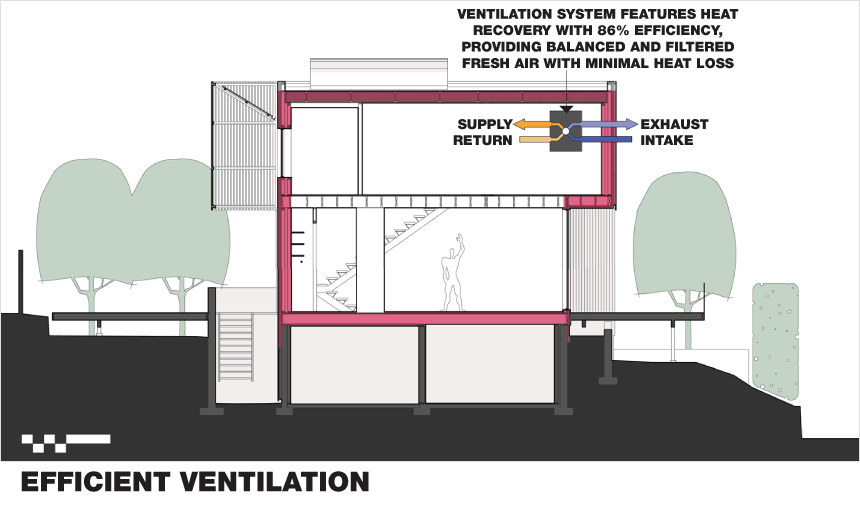 VENTILATION SYSTEM FEATURES HEAT
RECOVERY WITH 86% EFFICIENCY,
PROVIDING BALANCED AND FILTERED
FRESH AIR WITH MINIMAL HEAT LOSS
SUPPLY
EXHAUST
RETURN
INTAKE
EFFICIENT VENTILATION